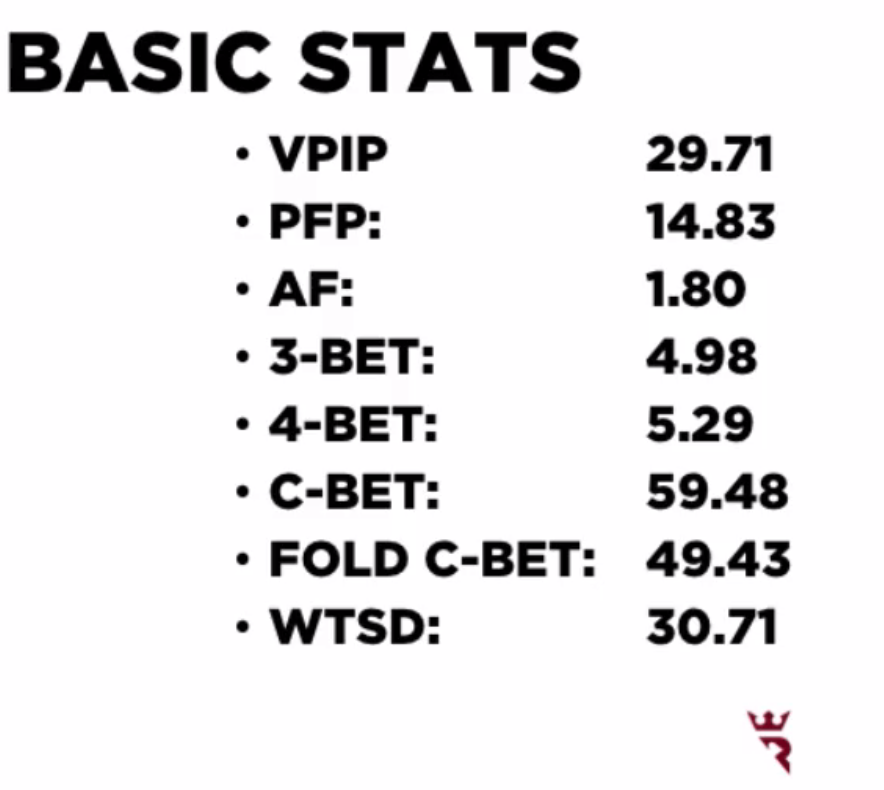 BASIC STATS
• VPIP 29.71
• PFP: 14.83
• AF: 1.80
• 3-BET: 4.98
• 4-BET: 5.29
• C-BET: 59.48
• FOLD C-BET: 49.43
• WTSD: 30.71